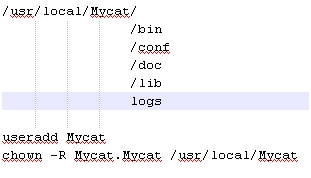 /usr/local/Mycat/
/bin
/conf
/doc
/lib
logs
useradd Mycat
chown -R Mycat.Mycat /usr/local/Mycat